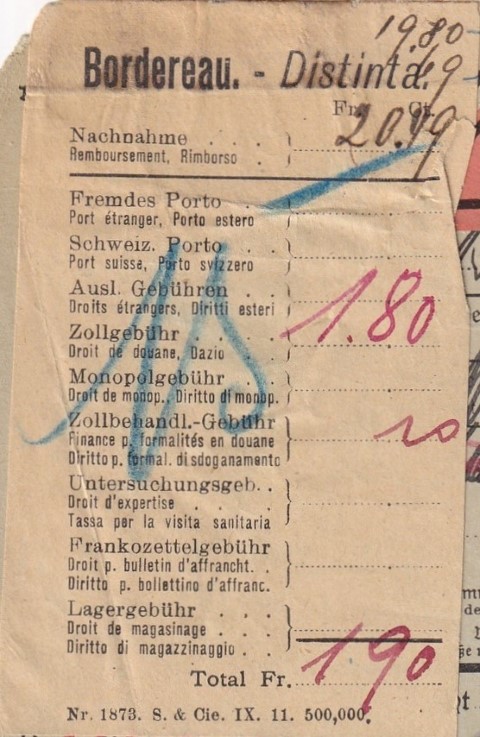 19.80
Bordereau. - Distinta.
19
Fr. Ct.
20.19
Nachnahme . . . .
Remboursement, Rimborso .
Fremdes Porto . .
Port étranger, Porto estero
Schweiz. Porto . .
Port suisse, Porto svizzero
Ausl. Gebühren . .
Droits étrangers, Diritti esteri
1.80
Zollgebühr . . . .
Droit de douane, Dazio . .
Monopolgebühr . .
Droit de monop., Diritto di monop.
Zollbehandl.-Gebühr
Finance p. formalités en douane
Diritto p. formal. di sdoganamento
10
Untersuchungsgeb. .
Droit d'expertise . . . .
Tassa per la visita sanitaria
Frankozettelgebühr
Droit p. bulletin d'affrancht. .
Diritto p. bollettino d'affranc.
Lagergebühr . . .
Droit de magasinage . . .
Diritto di magazzinaggio . .
Total Fr. 190
Nr. 1873. S. & Cie. IX. 11. 500,000.